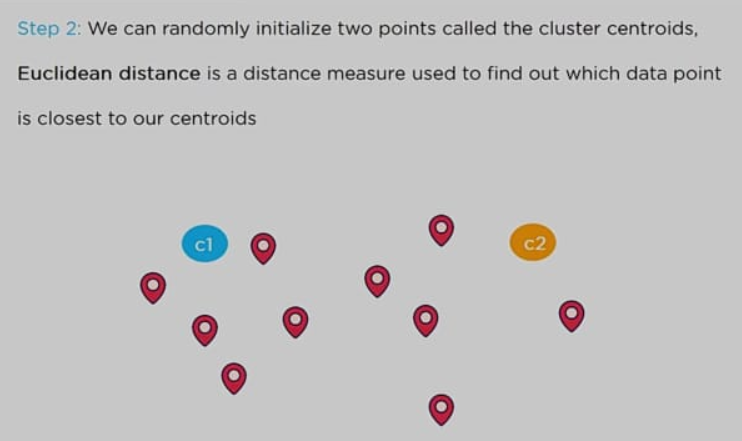 Step 2: We can randomly initialize two points called the cluster centroids,
Euclidean distance is a distance measure used to find out which data point
is closest to our centroids
c1
c2